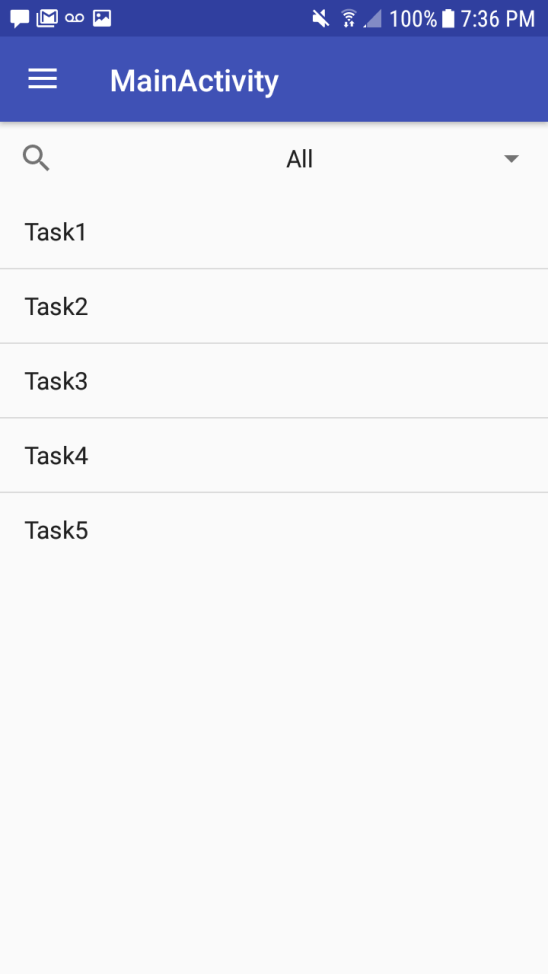 100% 7:36 PM
MainActivity
All
Task1
Task2
Task3
Task4
Task5